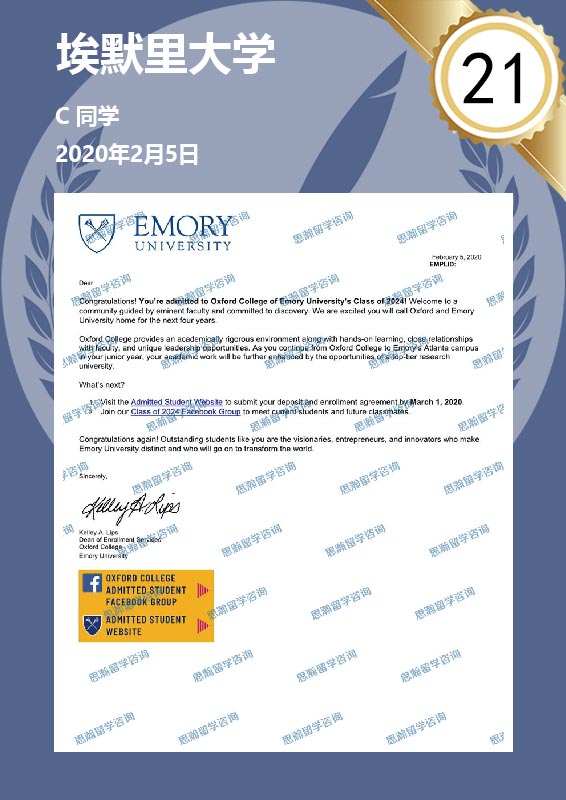 埃默里大学
21
C 同学
2020年2月5日
EMORY
UNIVERSITY
February 5, 2020
EMPLID:
Dear
Congratulations! You're admitted to Oxford College of Emory University's Class of 2024! Welcome to a
community guided by eminent faculty and committed to discovery. We are excited you will call Oxford and Emory
University home for the next four years.
Oxford College provides an academically rigorous environment along with hands-on learning, close relationships
with faculty, and unique leadership opportunities. As you continue from Oxford College to Emory's Atlanta campus
in your junior year, your academic work will be further enhanced by the opportunities of a top-tier research
university.
What's next?
1. Visit the Admitted Student Website to submit your deposit and enrollment agreement by March 1, 2020.
2. Join our Class of 2024 Facebook Group to meet current students and future classmates.
Congratulations again! Outstanding students like you are the visionaries, entrepreneurs, and innovators who make
Emory University distinct and who will go on to transform the world.
Sincerely,
Kelley A. Lips
Kelley A. Lips
Dean of Enrollment Services
Oxford College
Emory University
OXFORD COLLEGE
ADMITTED STUDENT
FACEBOOK GROUP
ADMITTED STUDENT
WEBSITE
思瀚留学咨询